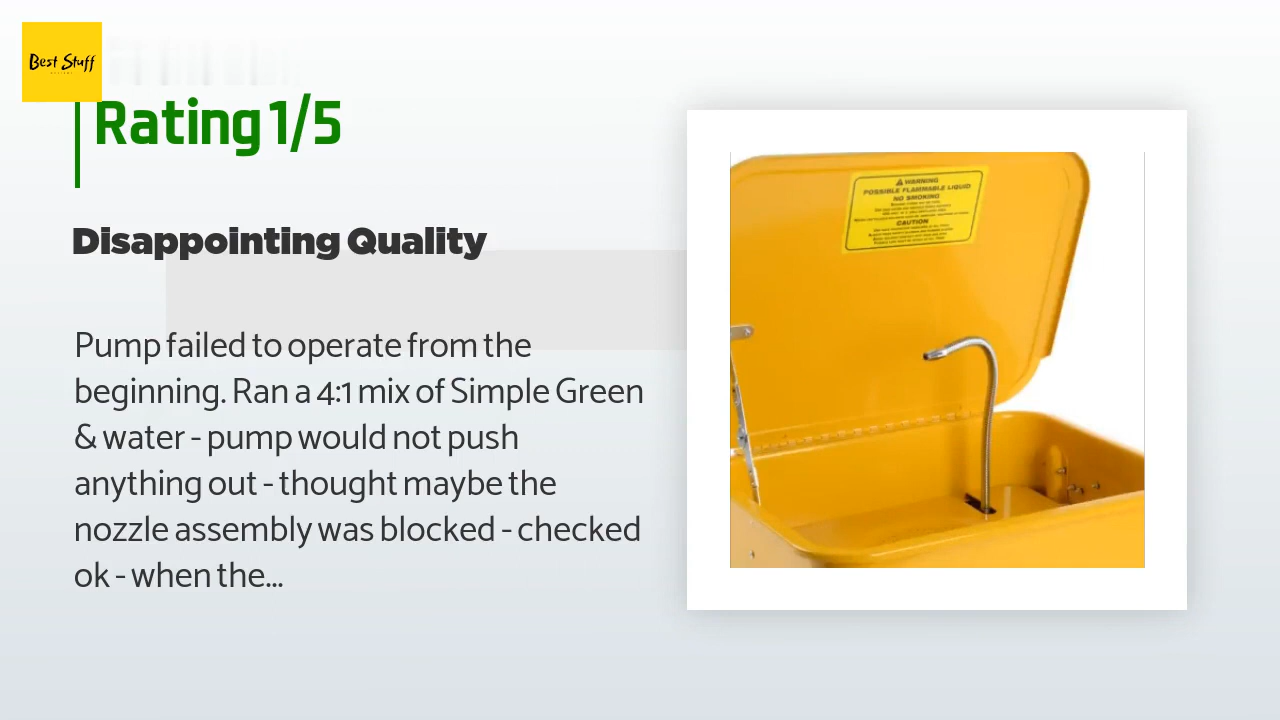 Best Stuff
Rating 1/5
Disappointing Quality
Pump failed to operate from the
beginning. Ran a 4:1 mix of Simple Green
& water - pump would not push
anything out - thought maybe the
nozzle assembly was blocked - checked
ok - when the...
WARNING
POSSIBLE FLAMMABLE LIQUID
NO SMOKING
CAUTION